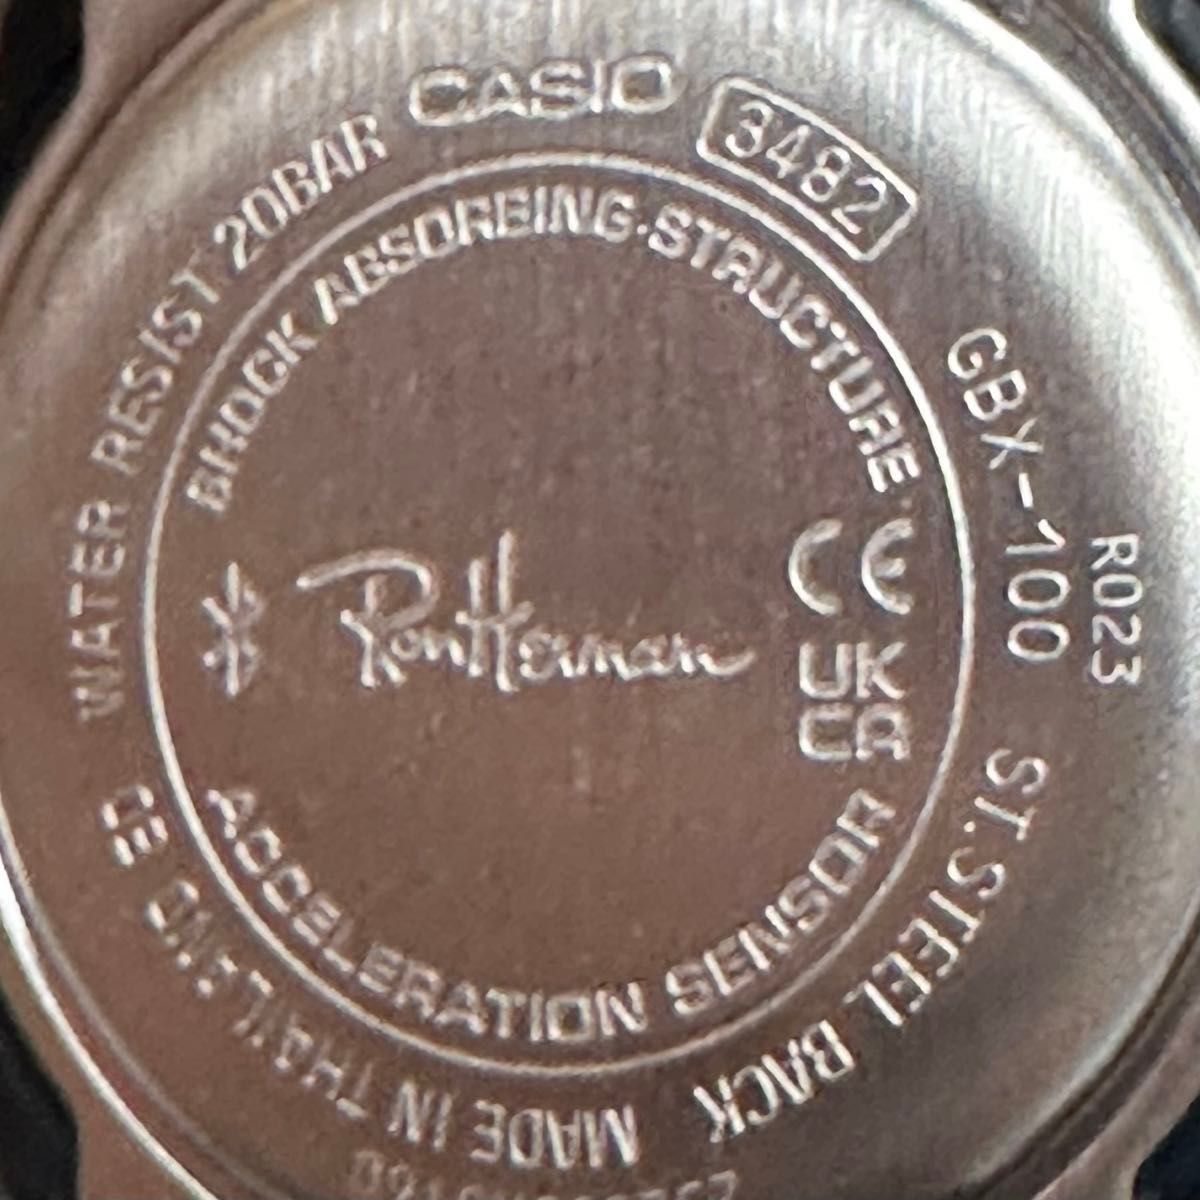 CASIO
3482
GBX-100
R023
ST.STEEL BACK
MADE IN THAILAND CE
WATER RESIST 20BAR
SHOCK ABSORBING STRUCTURE
Ron Herman
CE
UK
CA
ACCELERATION SENSOR